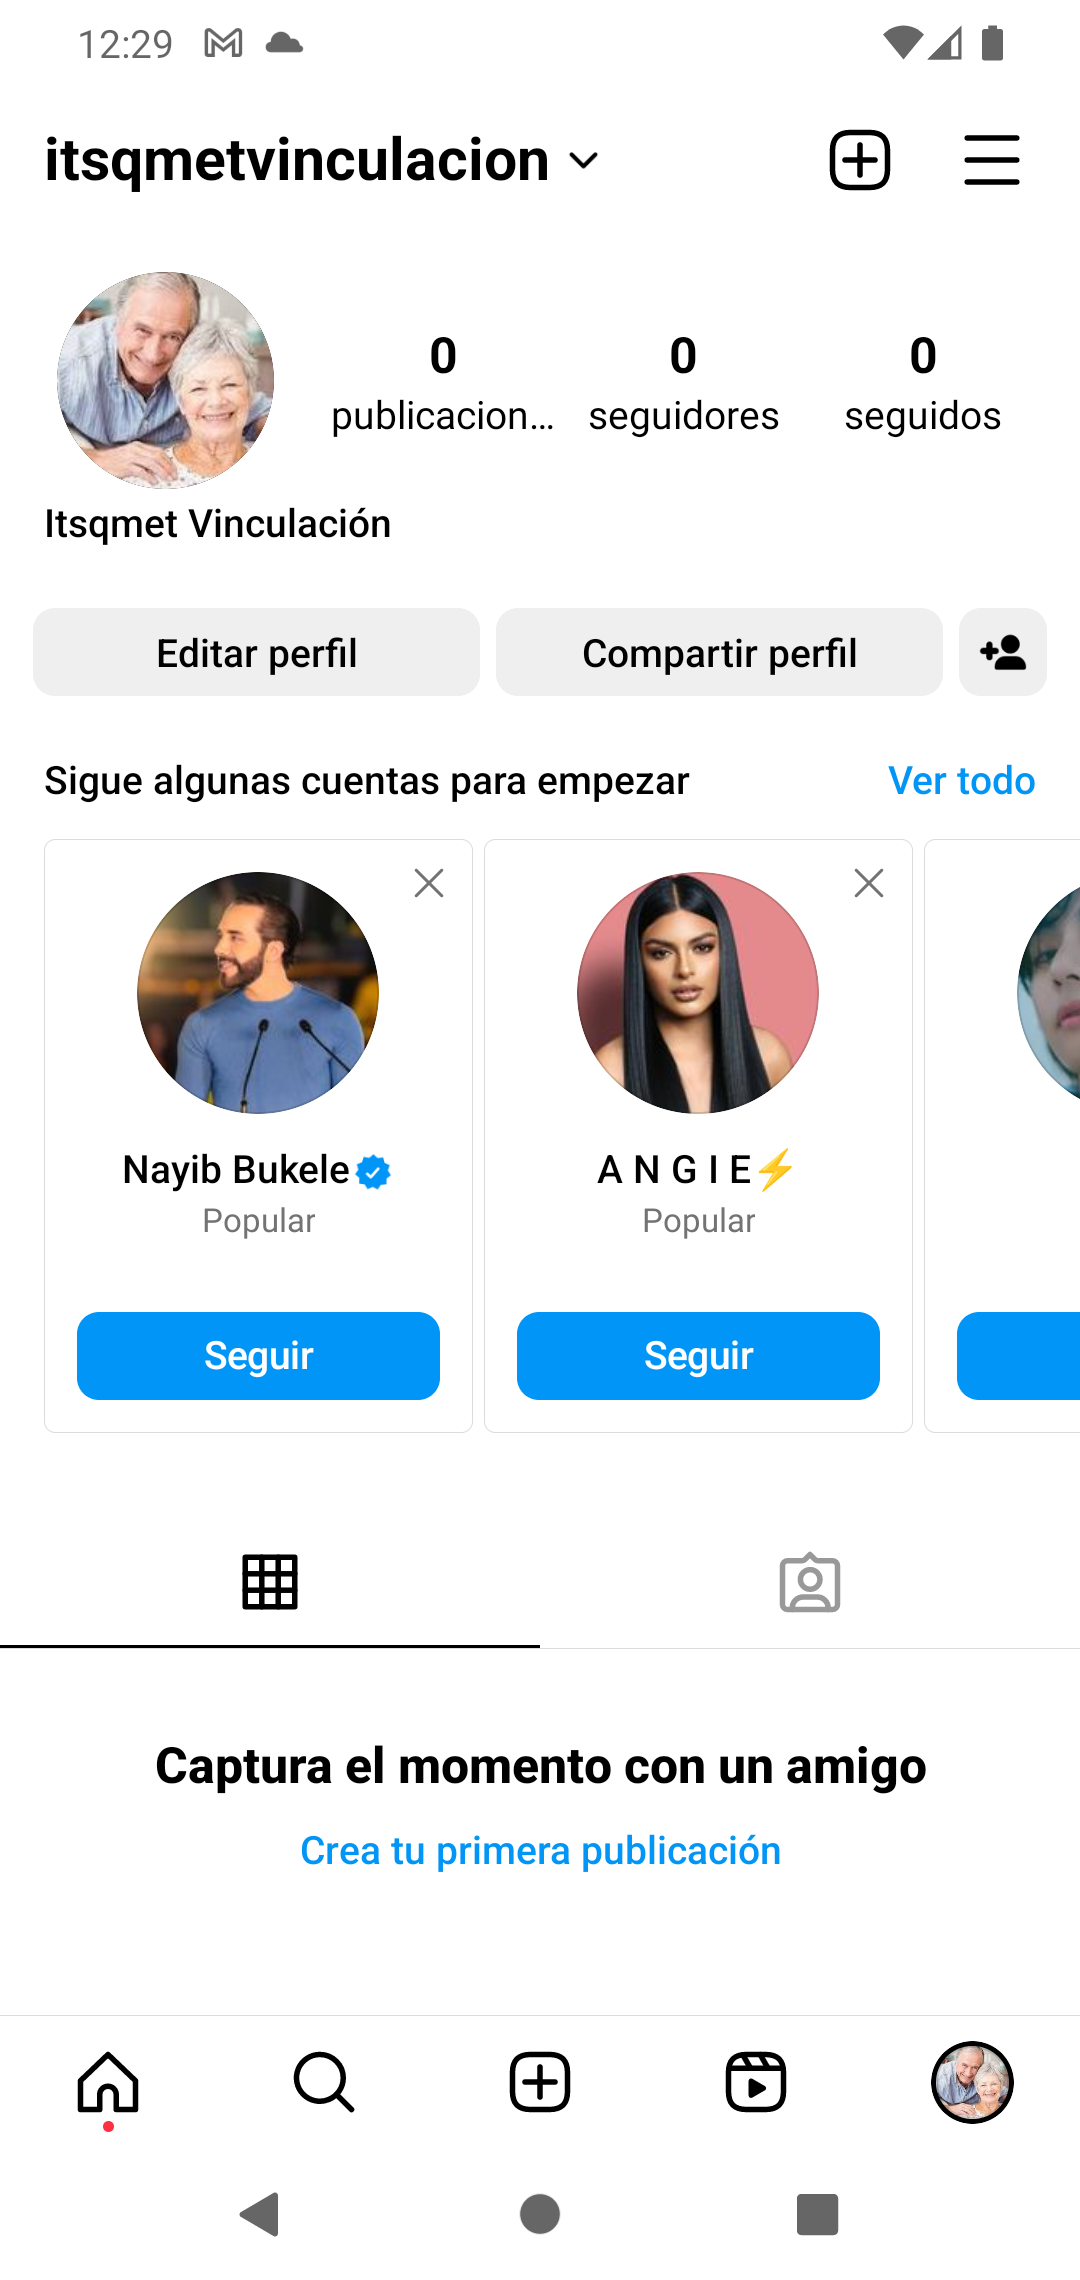 12:29
itsqmetvinculacion
0 0 0
publicacion... seguidores seguidos
Itsqmet Vinculación
Editar perfil Compartir perfil
Sigue algunas cuentas para empezar Ver todo
Nayib Bukele A N G I E⚡
Popular Popular
Seguir Seguir
Captura el momento con un amigo
Crea tu primera publicación